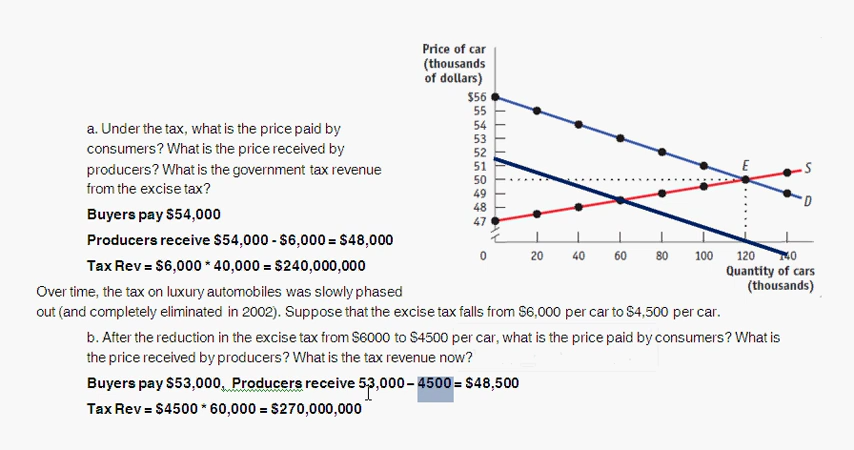 Price of car
(thousands
of dollars)
$56
55
54
53
52
51
50
49
48
47
E
S
D
0 20 40 60 80 100 120 140
Quantity of cars
(thousands)
a. Under the tax, what is the price paid by
consumers? What is the price received by
producers? What is the government tax revenue
from the excise tax?
Buyers pay $54,000
Producers receive $54,000 - $6,000 = $48,000
Tax Rev = $6,000 * 40,000 = $240,000,000
Over time, the tax on luxury automobiles was slowly phased
out (and completely eliminated in 2002). Suppose that the excise tax falls from $6,000 per car to $4,500 per car.
b. After the reduction in the excise tax from $6000 to $4500 per car, what is the price paid by consumers? What is
the price received by producers? What is the tax revenue now?
Buyers pay $53,000, Producers receive 53,000 – 4500 = $48,500
Tax Rev = $4500 * 60,000 = $270,000,000